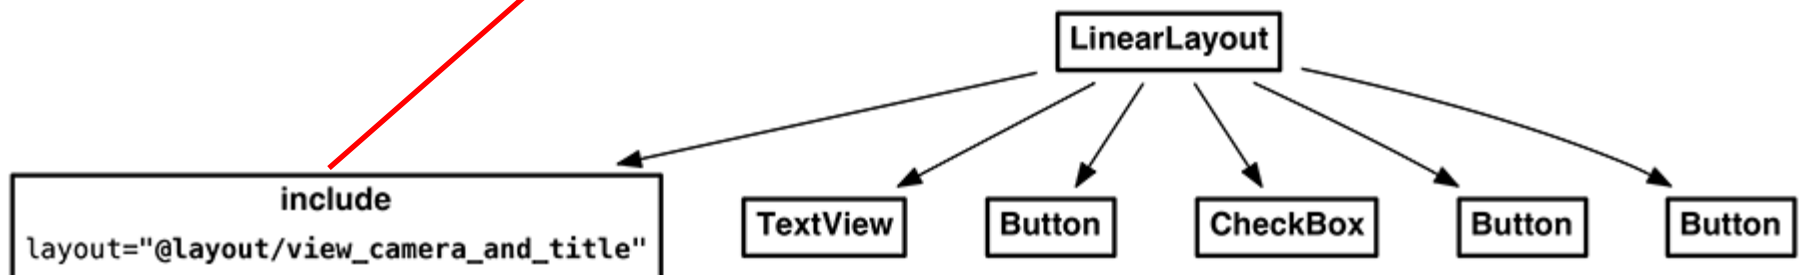 LinearLayout
include
layout="@layout/view_camera_and_title"
TextView
Button
CheckBox
Button
Button